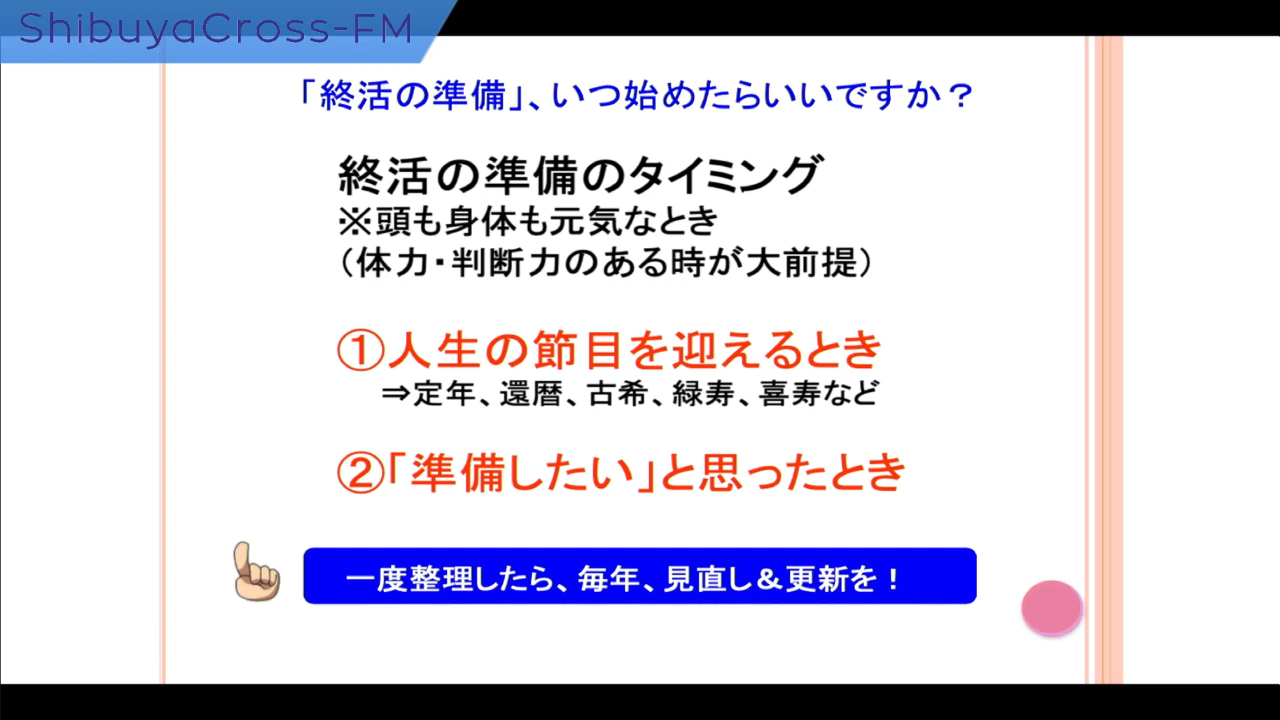 ShibuyaCross-FM
「終活の準備」、いつ始めたらいいですか？
終活の準備のタイミング
※頭も身体も元気なとき
（体力・判断力のある時が大前提）
①人生の節目を迎えるとき
⇒定年、還暦、古希、緑寿、喜寿など
②「準備したい」と思ったとき
一度整理したら、毎年、見直し＆更新を！